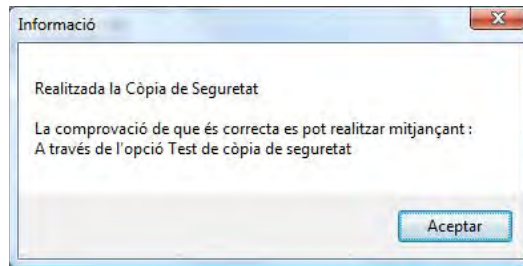 Informació
Realitzada la Còpia de Seguretat
La comprovació de que és correcta es pot realitzar mitjançant :
A través de l'opció Test de còpia de seguretat
Aceptar